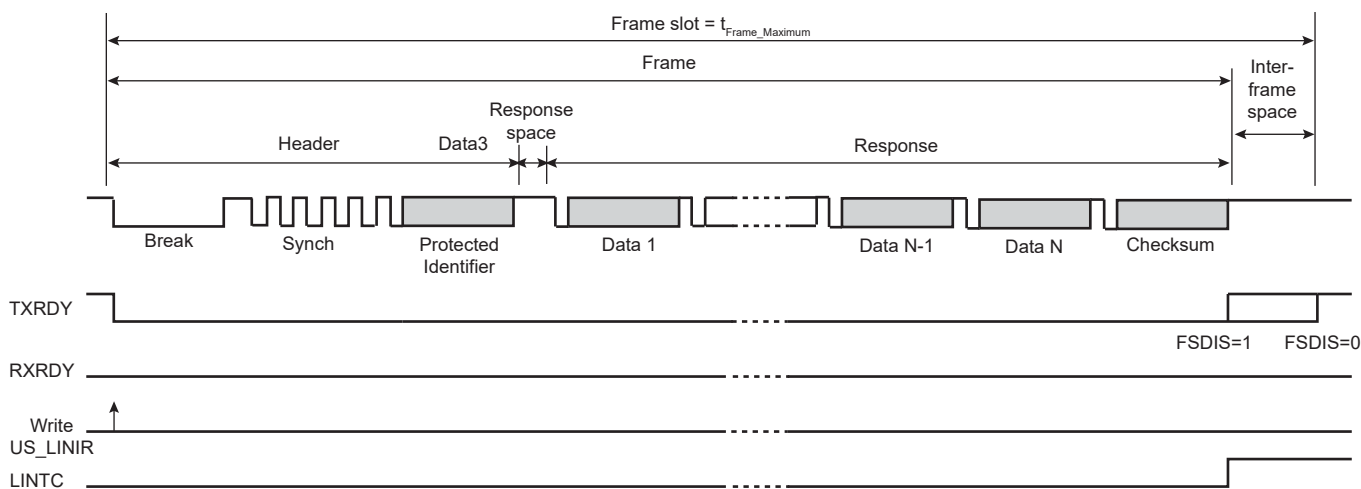 Frame slot = tFrame_Maximum
Frame
Inter-
frame
space
Response
space
Header
Data3
Response
Break
Synch
Protected
Identifier
Data 1
Data N-1
Data N
Checksum
TXRDY
FSDIS=1
FSDIS=0
RXRDY
Write
US_LINIR
LINTC